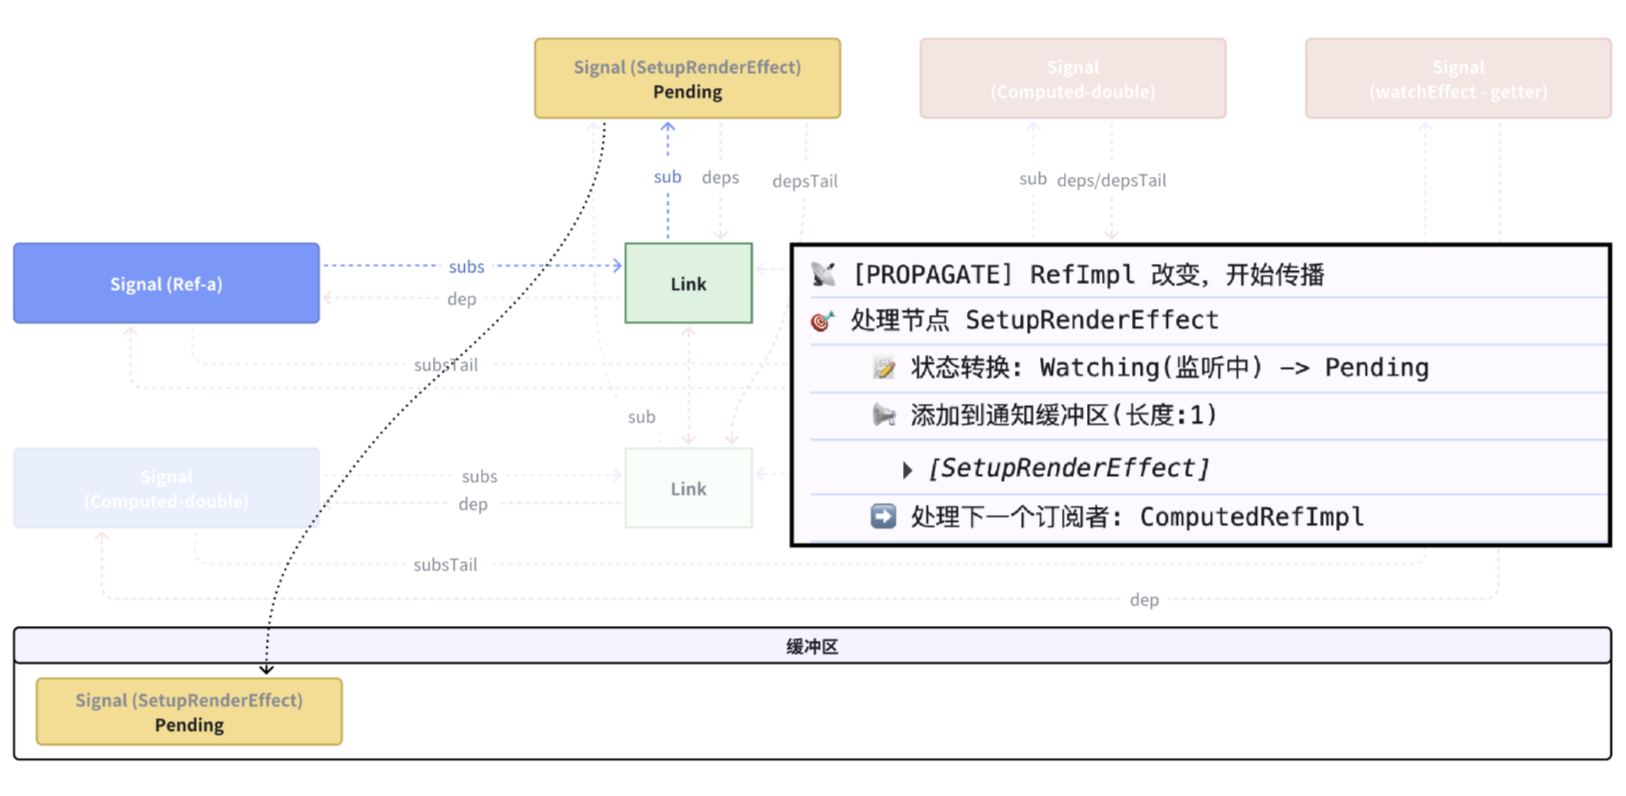 Signal (SetupRenderEffect)
Pending
Signal
(Computed-double)
Signal
(watchEffect - getter)
sub
deps
depsTail
sub
deps/depsTail
Signal (Ref-a)
subs
dep
Link
subsTail
sub
Signal
(Computed-double)
subs
dep
Link
subsTail
dep
[PROPAGATE] RefImpl 改变，开始传播
处理节点 SetupRenderEffect
状态转换: Watching(监听中) -> Pending
添加到通知缓冲区(长度:1)
[SetupRenderEffect]
处理下一个订阅者: ComputedRefImpl
缓冲区
Signal (SetupRenderEffect)
Pending